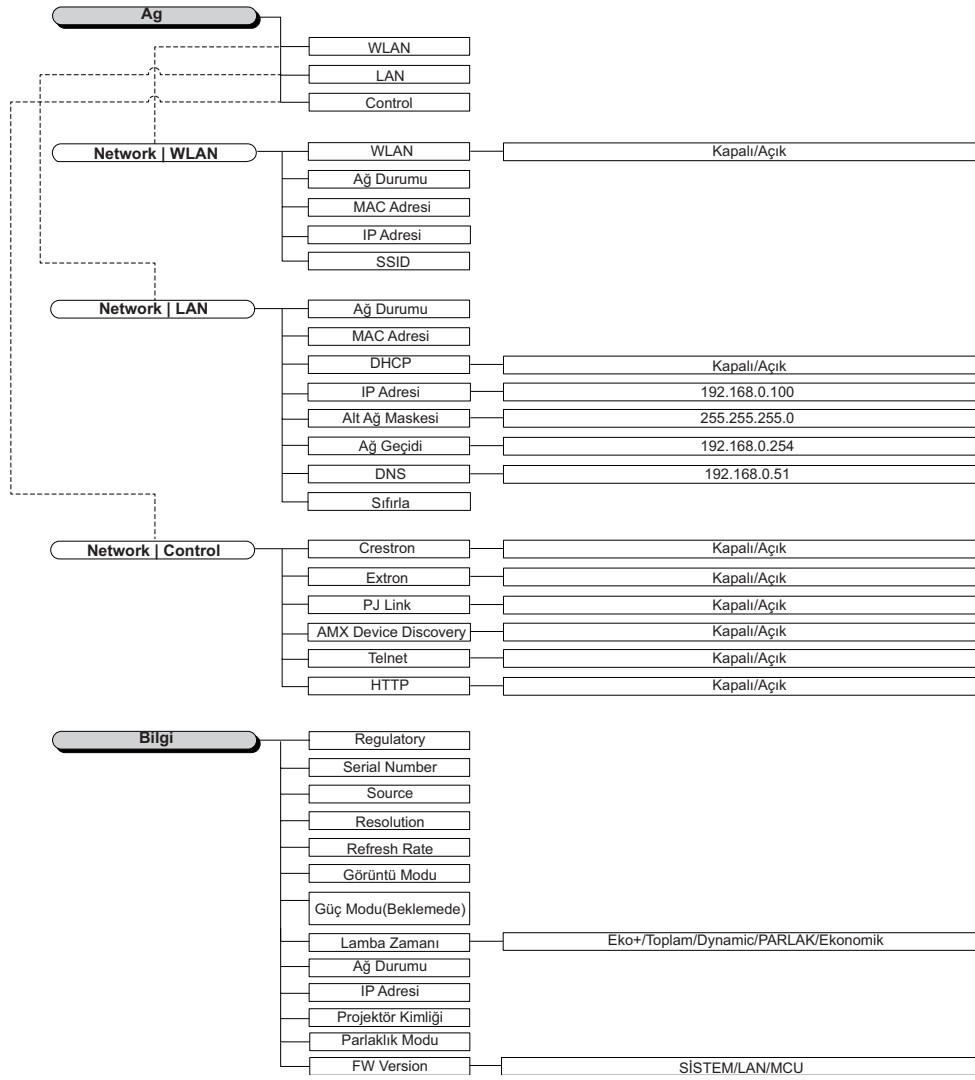 Ag
WLAN
LAN
Control
Network | WLAN
WLAN Kapalı/Açık
Ağ Durumu
MAC Adresi
IP Adresi
SSID
Network | LAN
Ağ Durumu
MAC Adresi
DHCP Kapalı/Açık
IP Adresi 192.168.0.100
Alt Ağ Maskesi 255.255.255.0
Ağ Geçidi 192.168.0.254
DNS 192.168.0.51
Sıfırla
Network | Control
Crestron Kapalı/Açık
Extron Kapalı/Açık
PJ Link Kapalı/Açık
AMX Device Discovery Kapalı/Açık
Telnet Kapalı/Açık
HTTP Kapalı/Açık
Bilgi
Regulatory
Serial Number
Source
Resolution
Refresh Rate
Görüntü Modu
Güç Modu(Beklemede)
Lamba Zamanı Eko+/Toplam/Dynamic/PARLAK/Ekonomik
Ağ Durumu
IP Adresi
Projektör Kimliği
Parlaklık Modu
FW Version SİSTEM/LAN/MCU